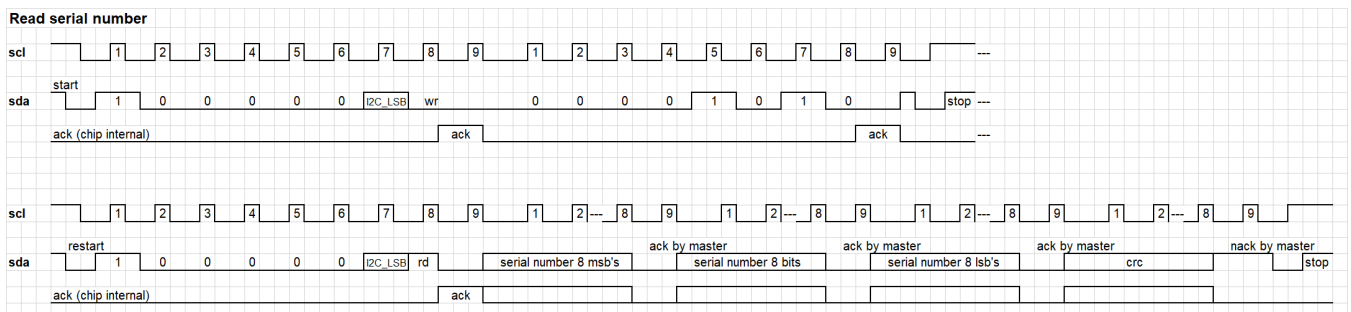 Read serial number
scl 1 2 3 4 5 6 7 8 9 1 2 3 4 5 6 7 8 9 ---
start
sda 1 0 0 0 0 0 I2C_LSB wr 0 0 0 0 1 0 1 0 stop ---
ack (chip internal) ack ack ---
scl 1 2 --- 3 4 5 6 7 8 9 1 2 --- 8 9 1 2 --- 8 9 1 2 --- 8 9 1 2 --- 8 9
restart ack by master ack by master ack by master nack by master
sda 1 0 0 0 0 0 I2C_LSB rd serial number 8 msb's serial number 8 bits serial number 8 lsb's crc stop
ack (chip internal) ack